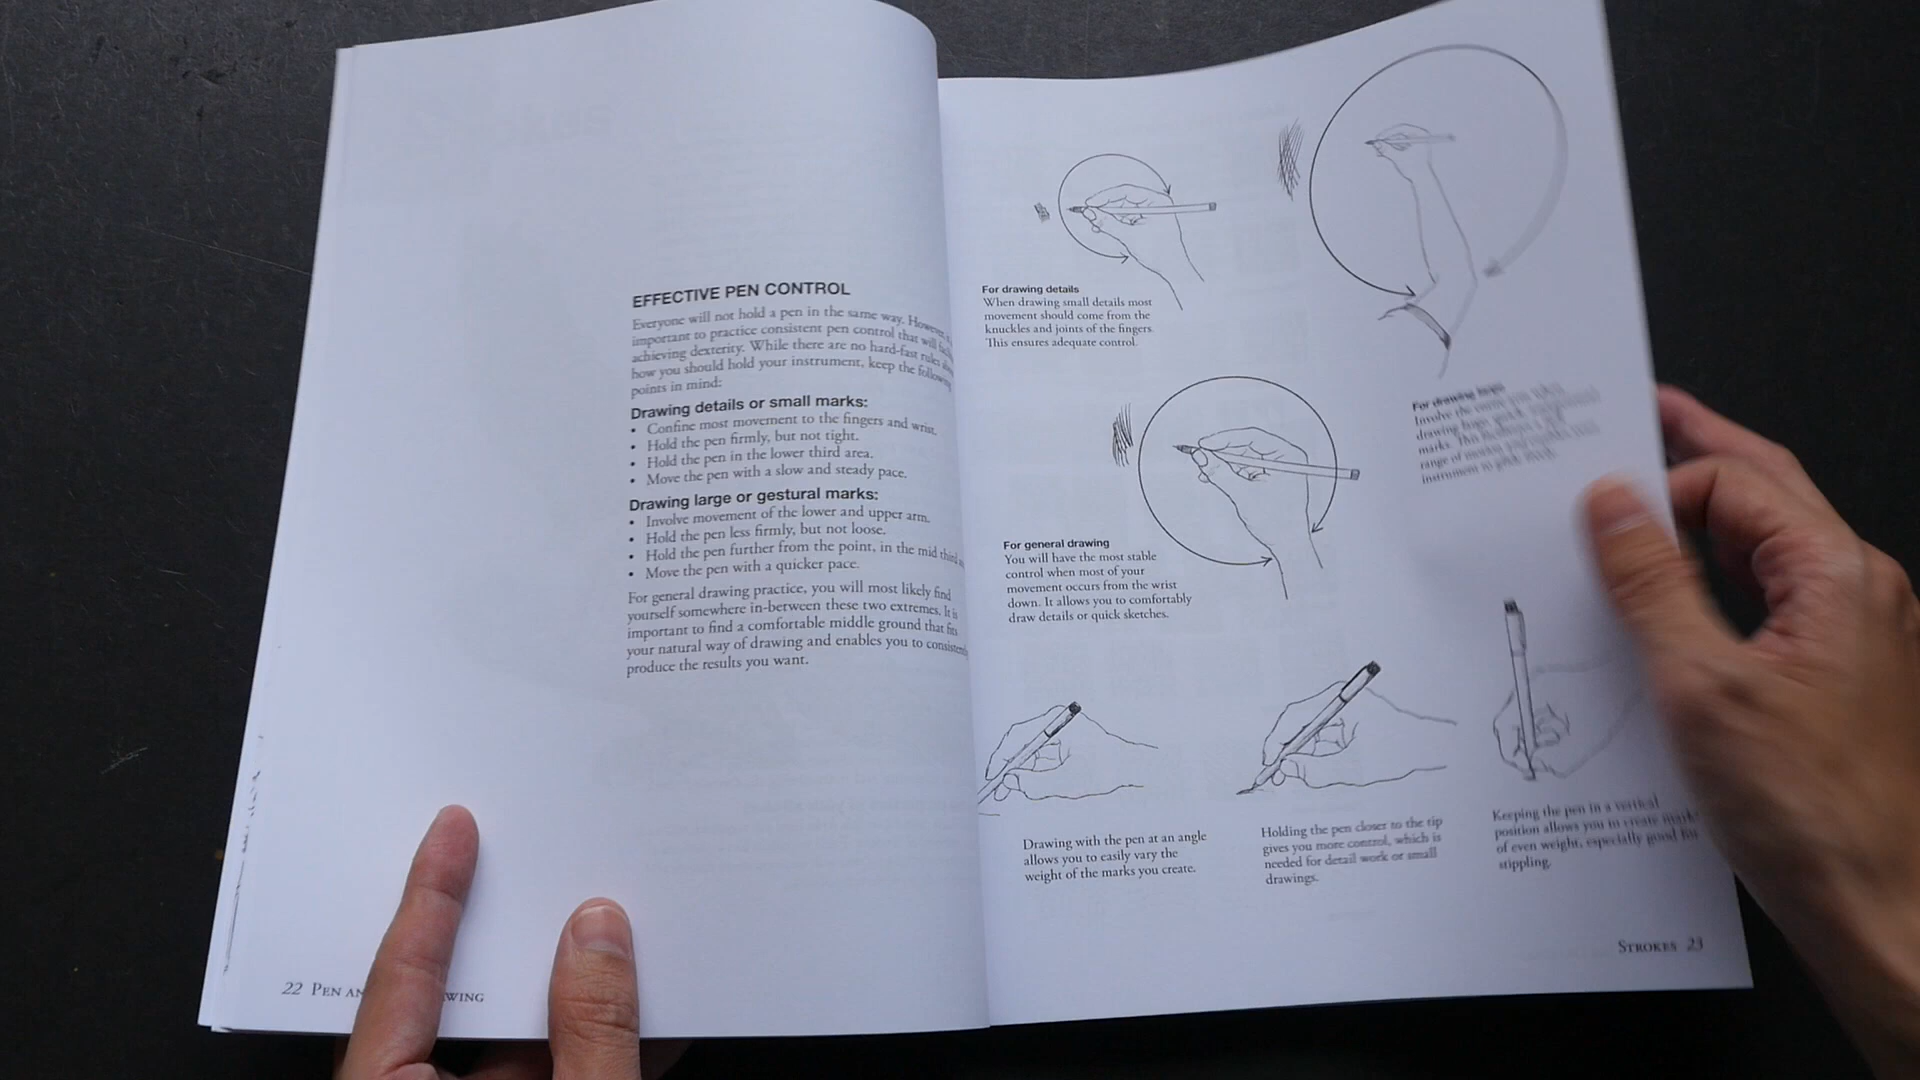 EFFECTIVE PEN CONTROL
Everyone will not hold a pen in the same way. However,
important to practice consistent pen control that will
achieving dexterity. While there are no hard-fast rules
how you should hold your instrument, keep the following
points in mind:
Drawing details or small marks:
• Confine most movement to the fingers and wrist.
• Hold the pen firmly, but not tight.
• Hold the pen in the lower third area.
• Move the pen with a slow and steady pace.
Drawing large or gestural marks:
• Involve movement of the lower and upper arm.
• Hold the pen less firmly, but not loose.
• Hold the pen further from the point, in the mid third
• Move the pen with a quicker pace.
For general drawing practice, you will most likely find
yourself somewhere in-between these two extremes. It is
important to find a comfortable middle ground that fits
your natural way of drawing and enables you to consistently
produce the results you want.
22 PEN
For drawing details
When drawing small details most
movement should come from the
knuckles and joints of the fingers.
This ensures adequate control.
For drawing
Involve the
drawing
marks. This
range of
instrument to
For general drawing
You will have the most stable
control when most of your
movement occurs from the wrist
down. It allows you to comfortably
draw details or quick sketches.
Drawing with the pen at an angle
allows you to easily vary the
weight of the marks you create.
Holding the pen closer to the tip
gives you more control, which is
needed for detail work or small
drawings.
Keeping the pen in a vertical
position allows you to create marks
of even weight, especially good for
stippling.
STROKES 23